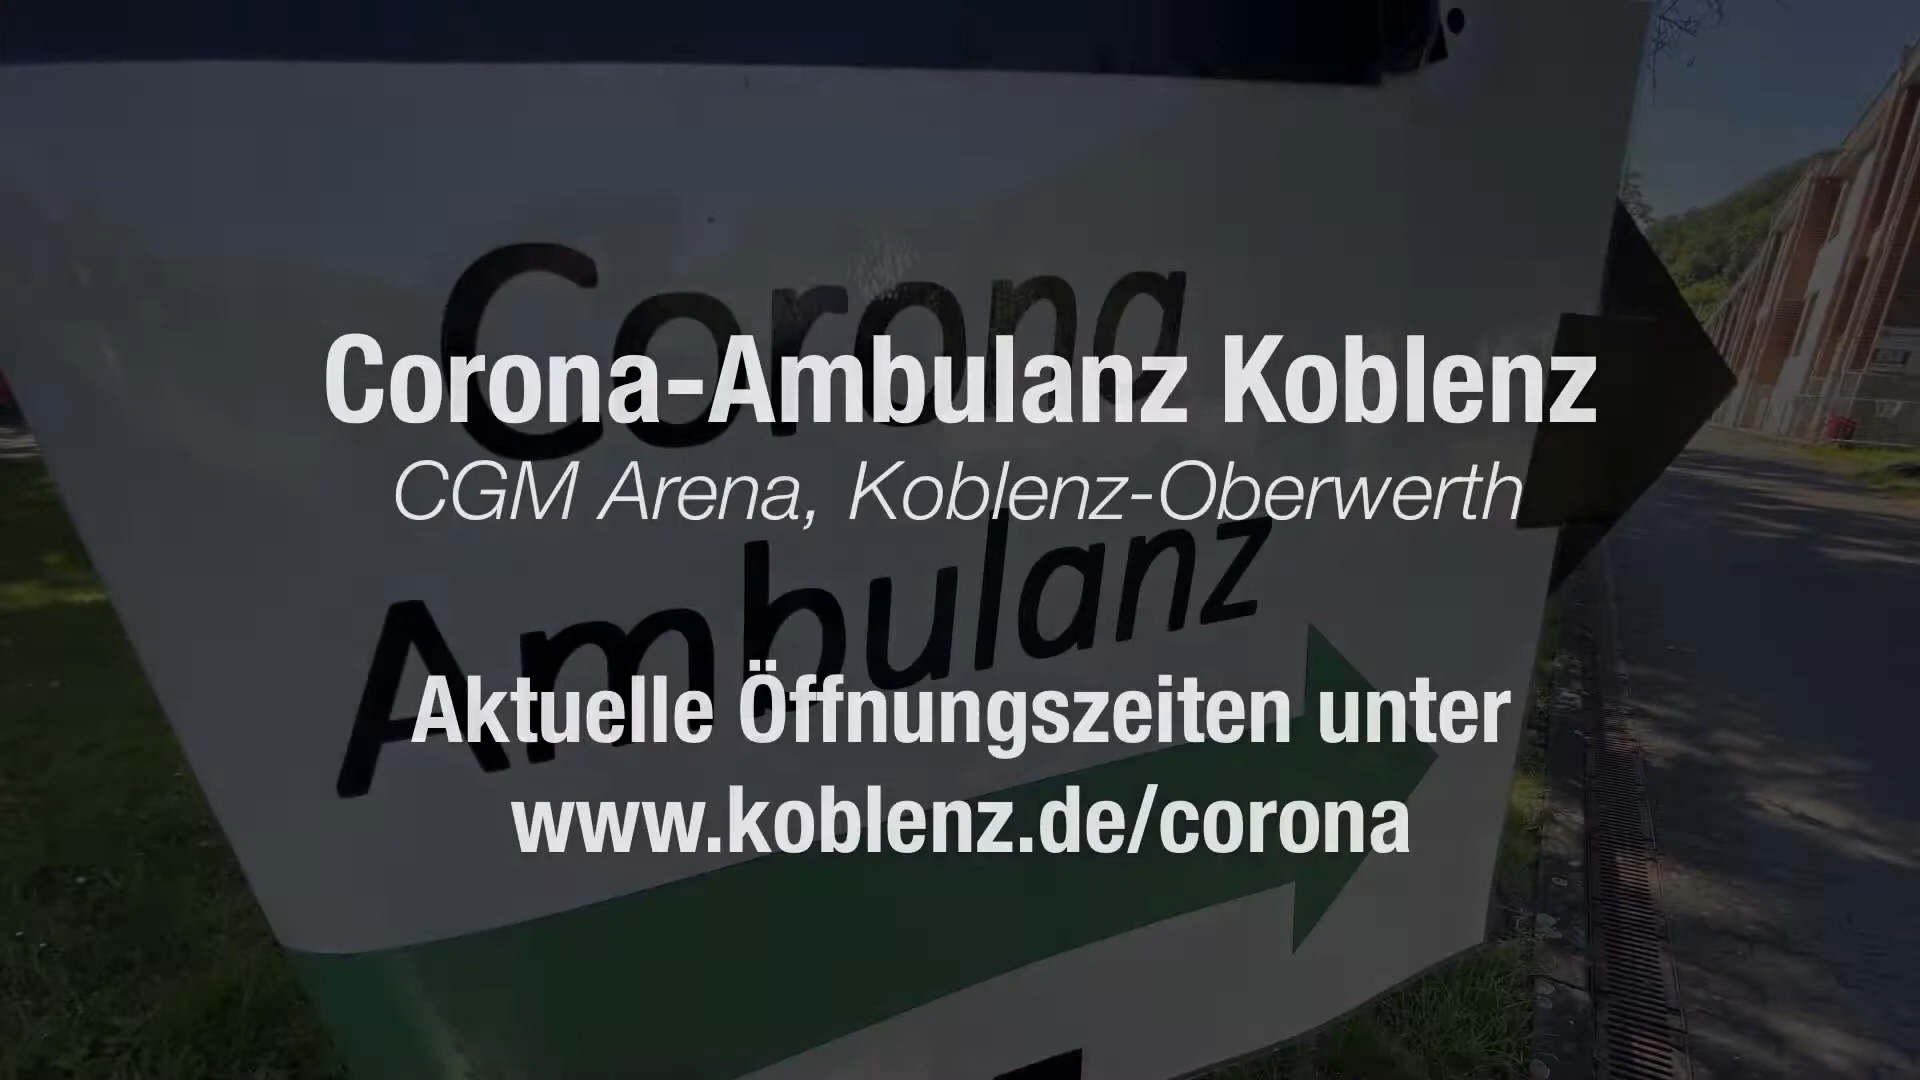 Corona
Corona-Ambulanz Koblenz
CGM Arena, Koblenz-Oberwerth
Ambulanz
Aktuelle Öffnungszeiten unter
www.koblenz.de/corona